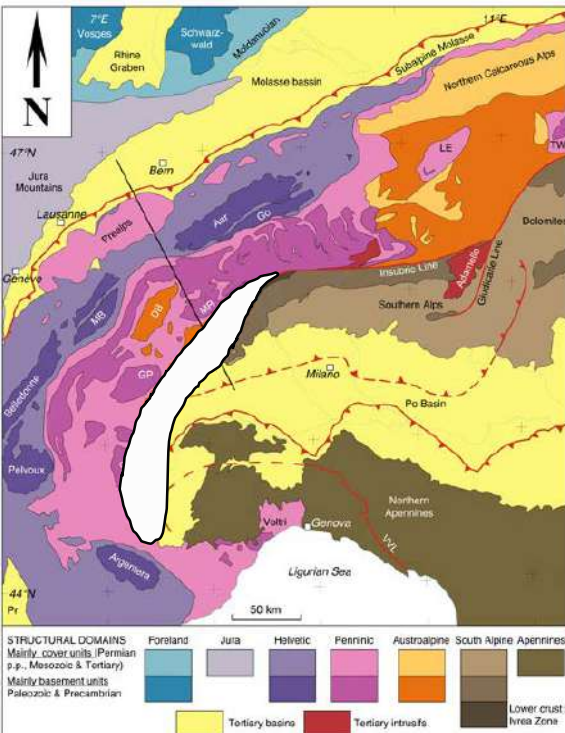 7°E
11°E
Vosges
Schwarz-
wald
Moldanubian
Rhine
Graben
Subalpine Molasse
Molasse bassin
Northern Calcareous Alps
N
47°N
LE
TW
Bern
Jura
Mountains
Lausanne
Aar
Go
Prealps
Dolomites
Genève
Insubric Line
Adamello
Giudicarie Line
MB
DB
MR
Southern Alps
GP
Milano
Belledonne
Po Basin
Pelvoux
Northern
Apennines
Voltri
Genova
VVL
Argentera
Ligurian Sea
44°N
Pr
50 km
STRUCTURAL DOMAINS
Foreland Jura Helvetic Penninic Austroalpine South Alpine Apennines
Mainly cover units (Permian
p.p., Mesozoic & Tertiary)
Mainly basement units
Paleozoic & Precambrian
Lower crust
Ivrea Zone
Tertiary basins Tertiary intrusifs